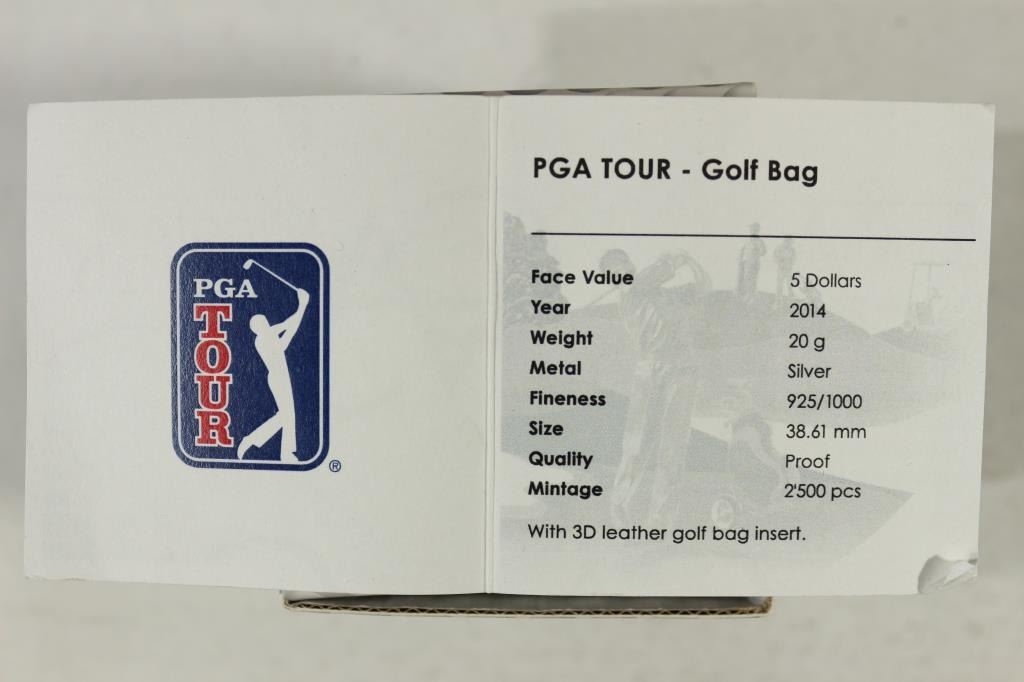 PGA
TOUR
®
PGA TOUR - Golf Bag
Face Value 5 Dollars
Year 2014
Weight 20 g
Metal Silver
Fineness 925/1000
Size 38.61 mm
Quality Proof
Mintage 2'500 pcs
With 3D leather golf bag insert.